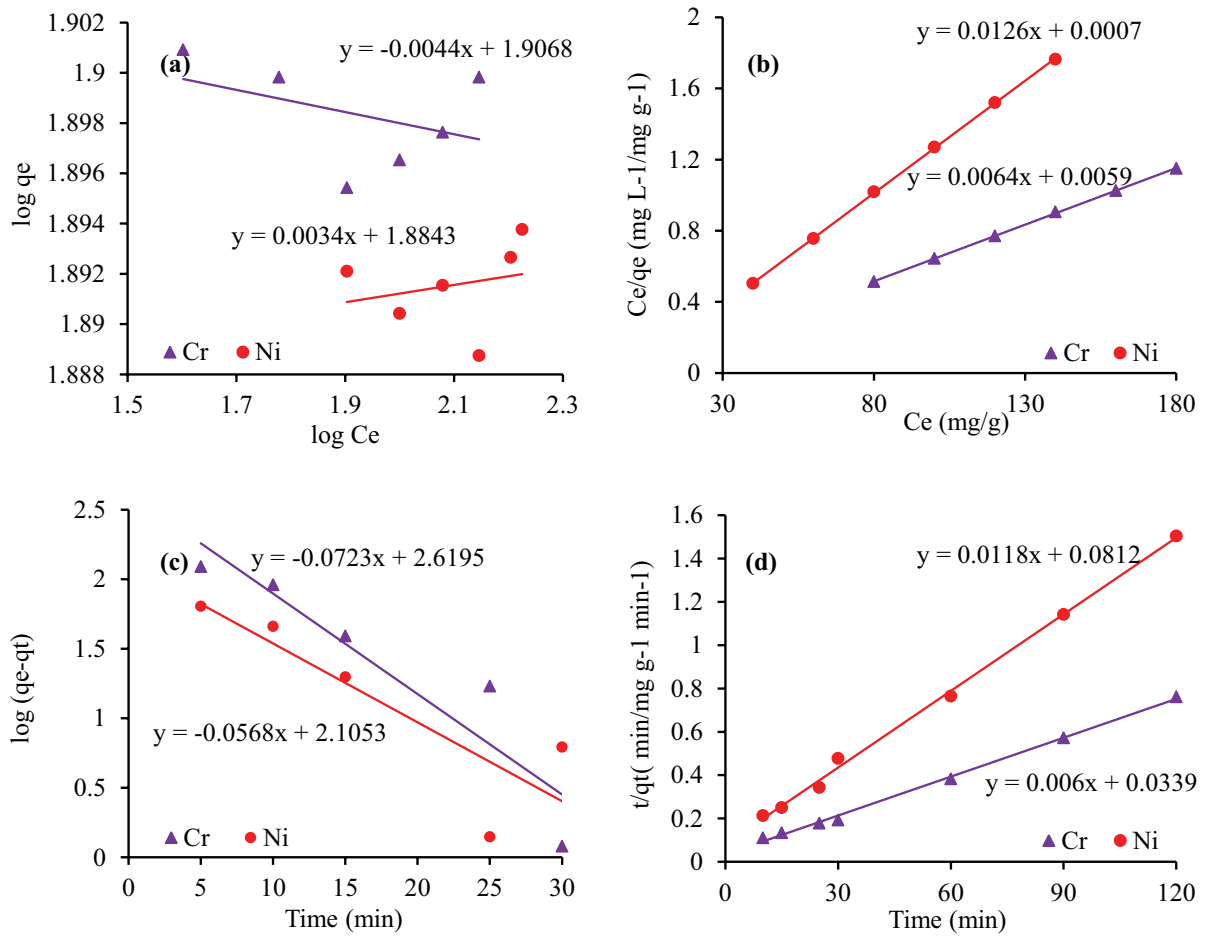 (a)
y = -0.0044x + 1.9068
y = 0.0034x + 1.8843
log qe
1.902
1.9
1.898
1.896
1.894
1.892
1.89
1.888
1.5
1.7
1.9
2.1
2.3
log Ce
Cr
Ni
(b)
y = 0.0126x + 0.0007
y = 0.0064x + 0.0059
Ce/qe (mg L-1/mg g-1)
2
1.6
1.2
0.8
0.4
0
30
80
130
180
Ce (mg/g)
Cr
Ni
(c)
y = -0.0723x + 2.6195
y = -0.0568x + 2.1053
log (qe-qt)
2.5
2
1.5
1
0.5
0
0
5
10
15
20
25
30
Time (min)
Cr
Ni
(d)
y = 0.0118x + 0.0812
y = 0.006x + 0.0339
t/qt( min/mg g-1 min-1)
1.6
1.4
1.2
1
0.8
0.6
0.4
0.2
0
0
30
60
90
120
Time (min)
Cr
Ni